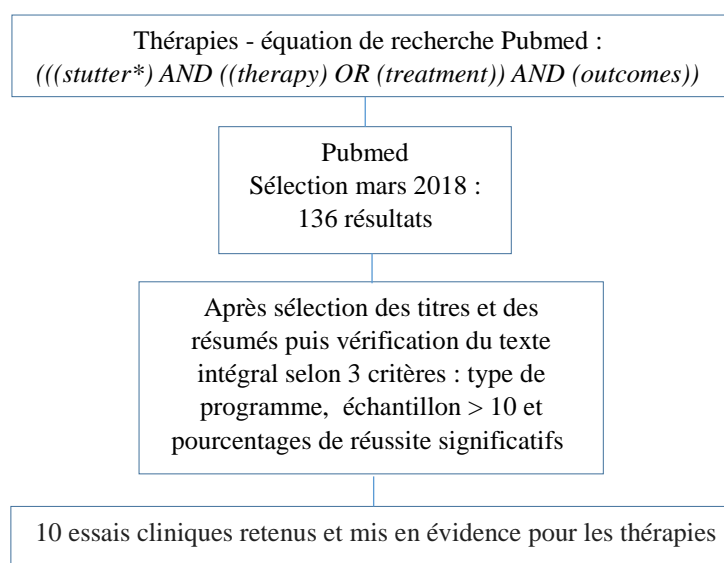 Thérapies - équation de recherche Pubmed :
(((stutter*) AND ((therapy) OR (treatment)) AND (outcomes))
Pubmed
Sélection mars 2018 :
136 résultats
Après sélection des titres et des
résumés puis vérification du texte
intégral selon 3 critères : type de
programme, échantillon > 10 et
pourcentages de réussite significatifs
10 essais cliniques retenus et mis en évidence pour les thérapies